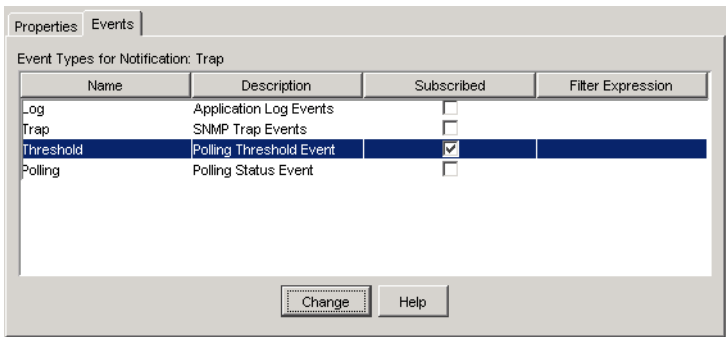 Properties Events
Event Types for Notification: Trap
Name Description Subscribed Filter Expression
Log Application Log Events
Trap SNMP Trap Events
Threshold Polling Threshold Event
Polling Polling Status Event
Change Help